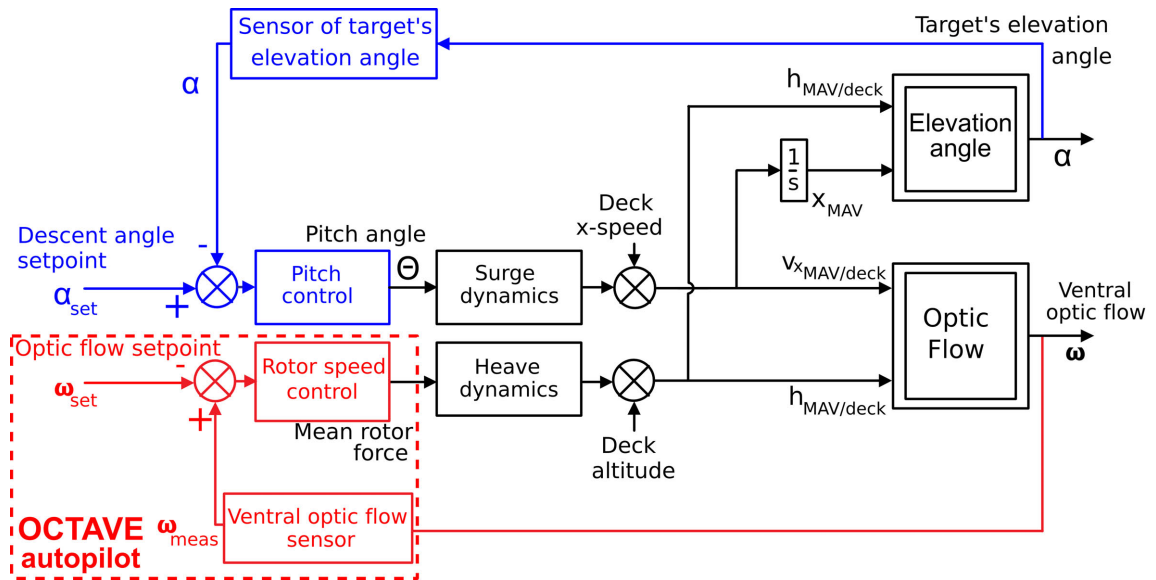 Sensor of target's
elevation angle
Target's elevation
angle
α
h MAV/deck
Elevation
angle
α
1
s
x MAV
Deck
x-speed
Descent angle
setpoint
α set
-
+
Pitch
control
Pitch angle
Θ
Surge
dynamics
v x MAV/deck
Optic
Flow
Ventral
optic flow
ω
Optic flow setpoint
ω set
-
+
Rotor speed
control
Mean rotor
force
Heave
dynamics
h MAV/deck
Deck
altitude
OCTAVE
autopilot
ω meas
Ventral optic flow
sensor